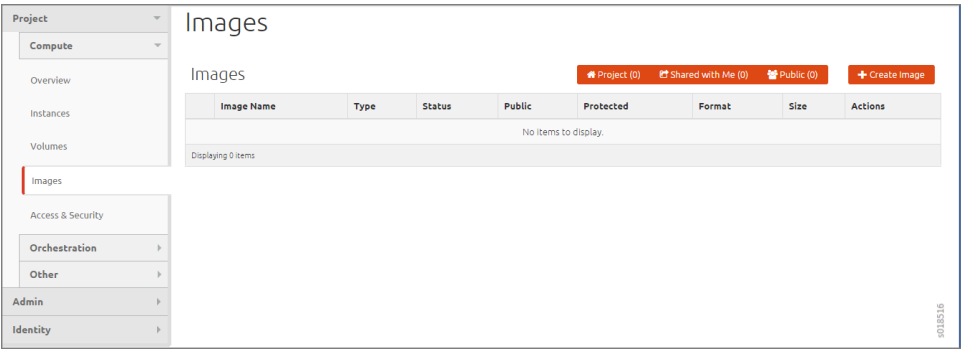 Project
Compute
Overview
Instances
Volumes
Images
Access & Security
Orchestration
Other
Admin
Identity
Images
Images
Project (0) Shared with Me (0) Public (0) Create Image
Image Name Type Status Public Protected Format Size Actions
No items to display.
Displaying 0 items
s018516